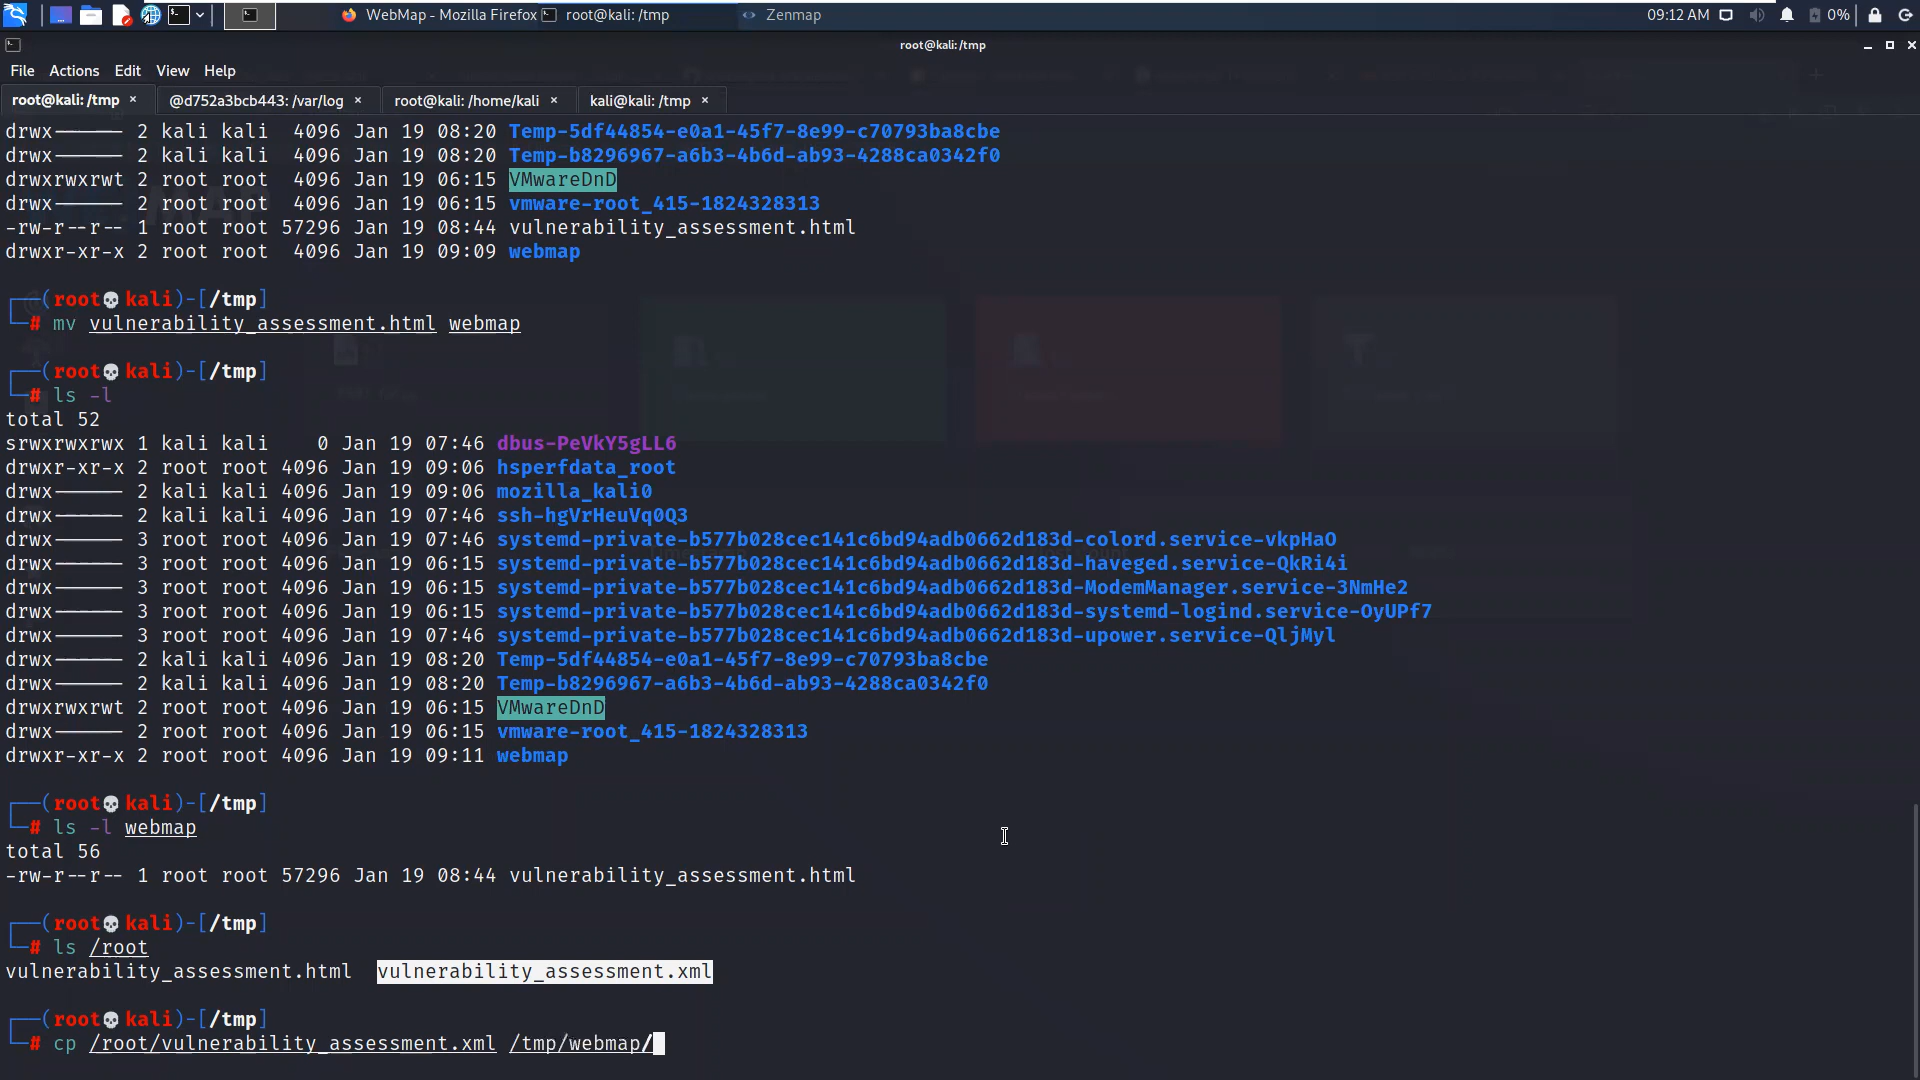 WebMap - Mozilla Firefox root@kali: /tmp Zenmap 09:12 AM 0%
root@kali: /tmp
File Actions Edit View Help
root@kali: /tmp × @d752a3bcb443: /var/log × root@kali: /home/kali × kali@kali: /tmp ×
drwx------ 2 kali kali 4096 Jan 19 08:20 Temp-5df44854-e0a1-45f7-8e99-c70793ba8cbe
drwx------ 2 kali kali 4096 Jan 19 08:20 Temp-b8296967-a6b3-4b6d-ab93-4288ca0342f0
drwxrwxrwt 2 root root 4096 Jan 19 06:15 VMwareDnD
drwx------ 2 root root 4096 Jan 19 06:15 vmware-root_415-1824328313
-rw-r--r-- 1 root root 57296 Jan 19 08:44 vulnerability_assessment.html
drwxr-xr-x 2 root root 4096 Jan 19 09:09 webmap
┌──(root💀kali)-[/tmp]
└─# mv vulnerability_assessment.html webmap
┌──(root💀kali)-[/tmp]
└─# ls -l
total 52
srwxrwxrwx 1 kali kali 0 Jan 19 07:46 dbus-PeVkY5gLL6
drwxr-xr-x 2 root root 4096 Jan 19 09:06 hsperfdata_root
drwx------ 2 kali kali 4096 Jan 19 09:06 mozilla_kali0
drwx------ 2 kali kali 4096 Jan 19 07:46 ssh-hgVrHeuVq0Q3
drwx------ 3 root root 4096 Jan 19 07:46 systemd-private-b577b028cec141c6bd94adb0662d183d-colord.service-vkpHaO
drwx------ 3 root root 4096 Jan 19 06:15 systemd-private-b577b028cec141c6bd94adb0662d183d-haveged.service-QkRi4i
drwx------ 3 root root 4096 Jan 19 06:15 systemd-private-b577b028cec141c6bd94adb0662d183d-ModemManager.service-3NmHe2
drwx------ 3 root root 4096 Jan 19 06:15 systemd-private-b577b028cec141c6bd94adb0662d183d-systemd-logind.service-OyUPf7
drwx------ 3 root root 4096 Jan 19 07:46 systemd-private-b577b028cec141c6bd94adb0662d183d-upower.service-QljMyl
drwx------ 2 kali kali 4096 Jan 19 08:20 Temp-5df44854-e0a1-45f7-8e99-c70793ba8cbe
drwx------ 2 kali kali 4096 Jan 19 08:20 Temp-b8296967-a6b3-4b6d-ab93-4288ca0342f0
drwxrwxrwt 2 root root 4096 Jan 19 06:15 VMwareDnD
drwx------ 2 root root 4096 Jan 19 06:15 vmware-root_415-1824328313
drwxr-xr-x 2 root root 4096 Jan 19 09:11 webmap
┌──(root💀kali)-[/tmp]
└─# ls -l webmap
total 56
-rw-r--r-- 1 root root 57296 Jan 19 08:44 vulnerability_assessment.html
┌──(root💀kali)-[/tmp]
└─# ls /root
vulnerability_assessment.html vulnerability_assessment.xml
┌──(root💀kali)-[/tmp]
└─# cp /root/vulnerability_assessment.xml /tmp/webmap/